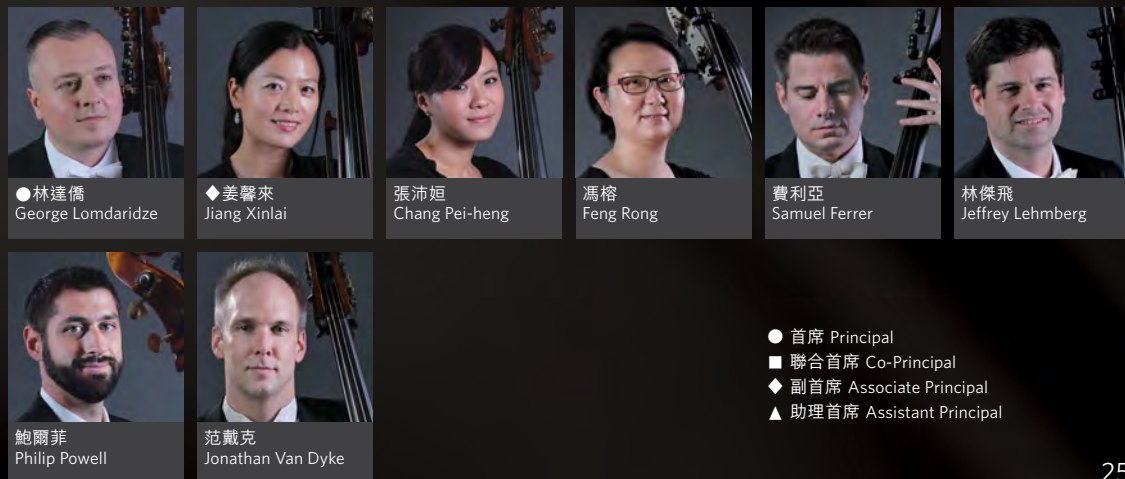 ●林達僑
George Lomdaridze
◆姜馨來
Jiang Xinlai
張沛姮
Chang Pei-heng
馮榕
Feng Rong
費利亞
Samuel Ferrer
林傑飛
Jeffrey Lehmberg
鮑爾菲
Philip Powell
范戴克
Jonathan Van Dyke
● 首席 Principal
■ 聯合首席 Co-Principal
◆ 副首席 Associate Principal
▲ 助理首席 Assistant Principal
25